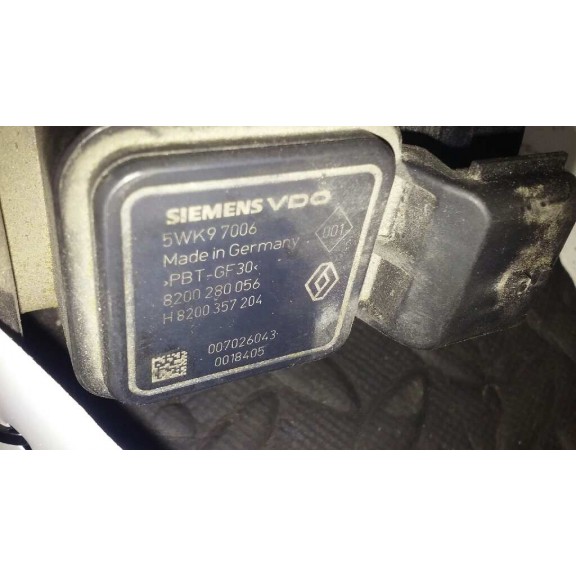 SIEMENS VDO
5WK9 7006
001
Made in Germany
>PBT-GF30<
8200 280 056
H 8200 357 204
007026043
0018405